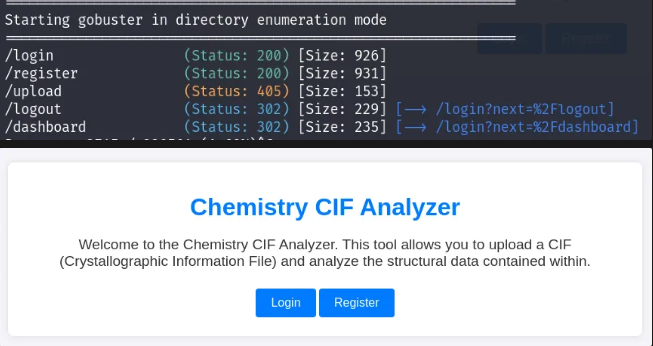 Starting gobuster in directory enumeration mode
/login (Status: 200) [Size: 926]
/register (Status: 200) [Size: 931]
/upload (Status: 405) [Size: 153]
/logout (Status: 302) [Size: 229] [--> /login?next=%2Flogout]
/dashboard (Status: 302) [Size: 235] [--> /login?next=%2Fdashboard]
Chemistry CIF Analyzer
Welcome to the Chemistry CIF Analyzer. This tool allows you to upload a CIF
(Crystallographic Information File) and analyze the structural data contained within.
Login Register